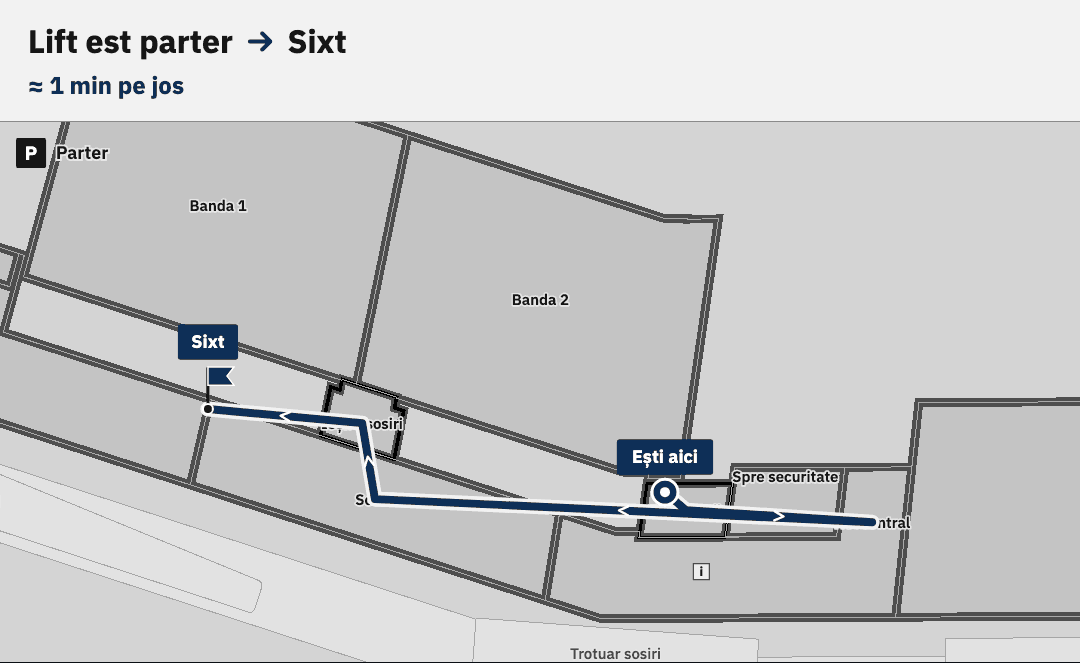 Lift est parter → Sixt
≈ 1 min pe jos
P Parter
Banda 1
Banda 2
Sixt
sosiri
Ești aici
Spre securitate
ntral
i
Trotuar sosiri